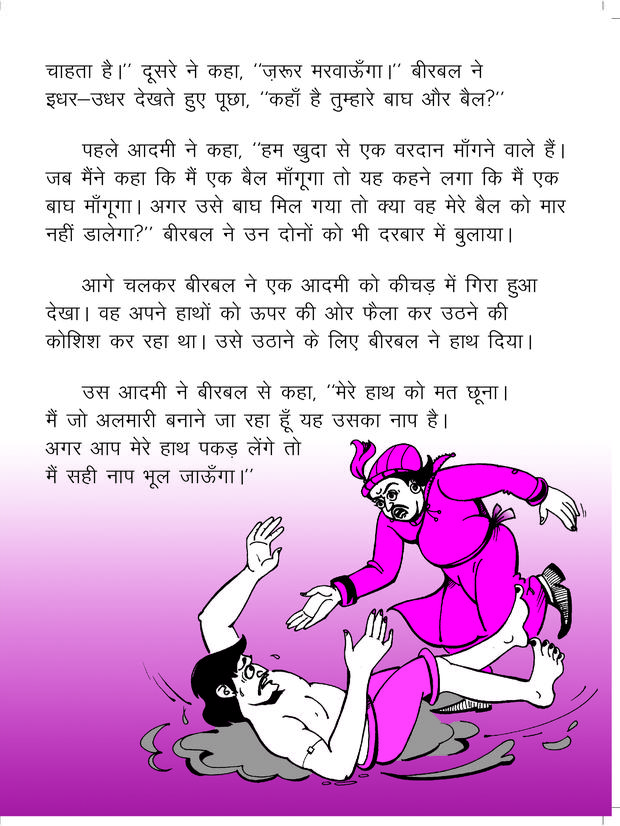 चाहता है।” दूसरे ने कहा, “ज़रूर मरवाऊँगा।” बीरबल ने
इधर–उधर देखते हुए पूछा, “कहाँ है तुम्हारे बाघ और बैल?”
पहले आदमी ने कहा, “हम खुदा से एक वरदान माँगने वाले हैं।
जब मैंने कहा कि मैं एक बैल माँगूगा तो यह कहने लगा कि मैं एक
बाघ माँगूगा। अगर उसे बाघ मिल गया तो क्या वह मेरे बैल को मार
नहीं डालेगा?” बीरबल ने उन दोनों को भी दरबार में बुलाया।
आगे चलकर बीरबल ने एक आदमी को कीचड़ में गिरा हुआ
देखा। वह अपने हाथों को ऊपर की ओर फैला कर उठने की
कोशिश कर रहा था। उसे उठाने के लिए बीरबल ने हाथ दिया।
उस आदमी ने बीरबल से कहा, “मेरे हाथ को मत छूना।
मैं जो अलमारी बनाने जा रहा हूँ यह उसका नाप है।
अगर आप मेरे हाथ पकड़ लेंगे तो
मैं सही नाप भूल जाऊँगा।”